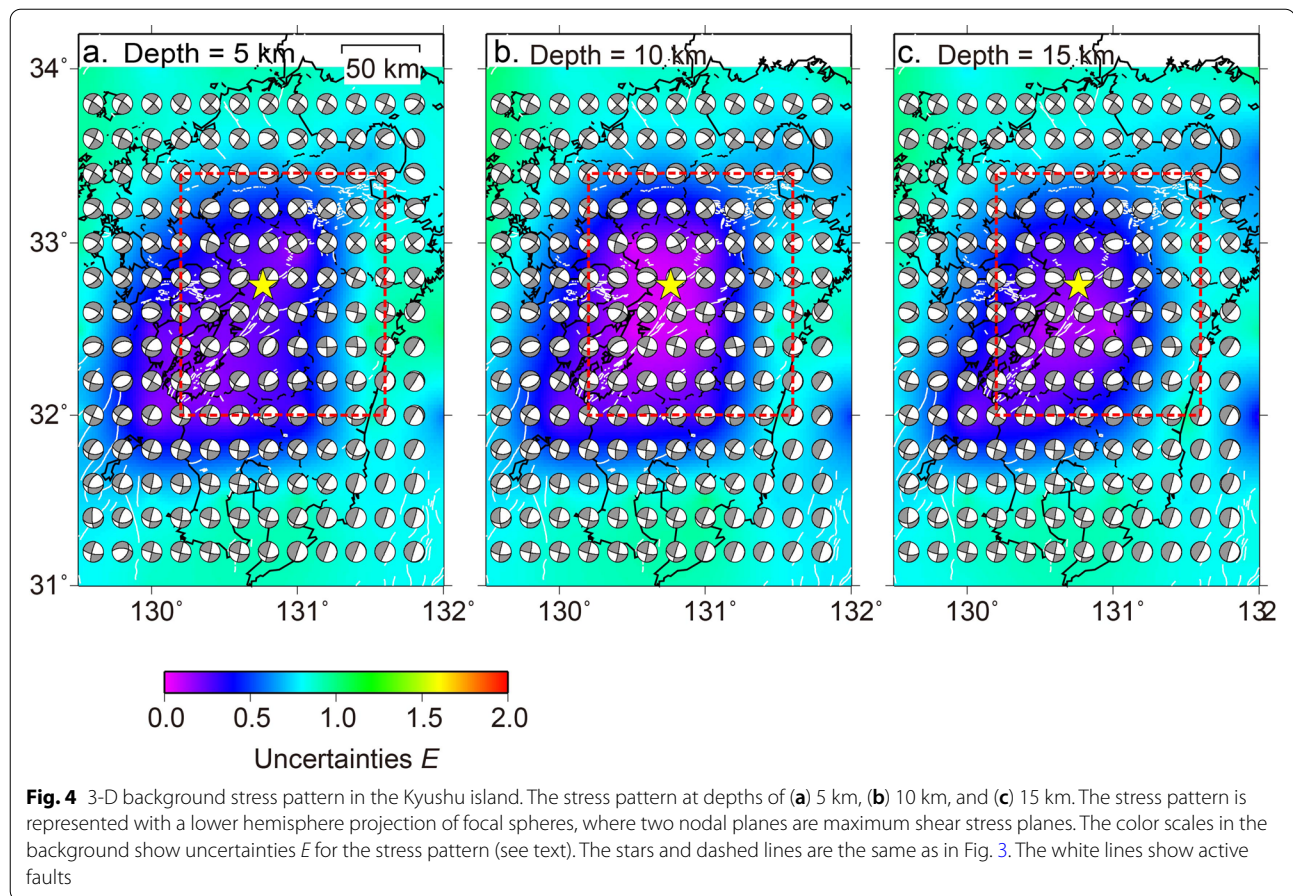 a. Depth = 5 km
50 km
b. Depth = 10 km
c. Depth = 15 km
34°
33°
32°
31°
130° 131° 132° 130° 131° 132° 130° 131° 132
0.0 0.5 1.0 1.5 2.0
Uncertainties E
Fig. 4 3-D background stress pattern in the Kyushu island. The stress pattern at depths of (a) 5 km, (b) 10 km, and (c) 15 km. The stress pattern is
represented with a lower hemisphere projection of focal spheres, where two nodal planes are maximum shear stress planes. The color scales in the
background show uncertainties E for the stress pattern (see text). The stars and dashed lines are the same as in Fig. 3. The white lines show active
faults